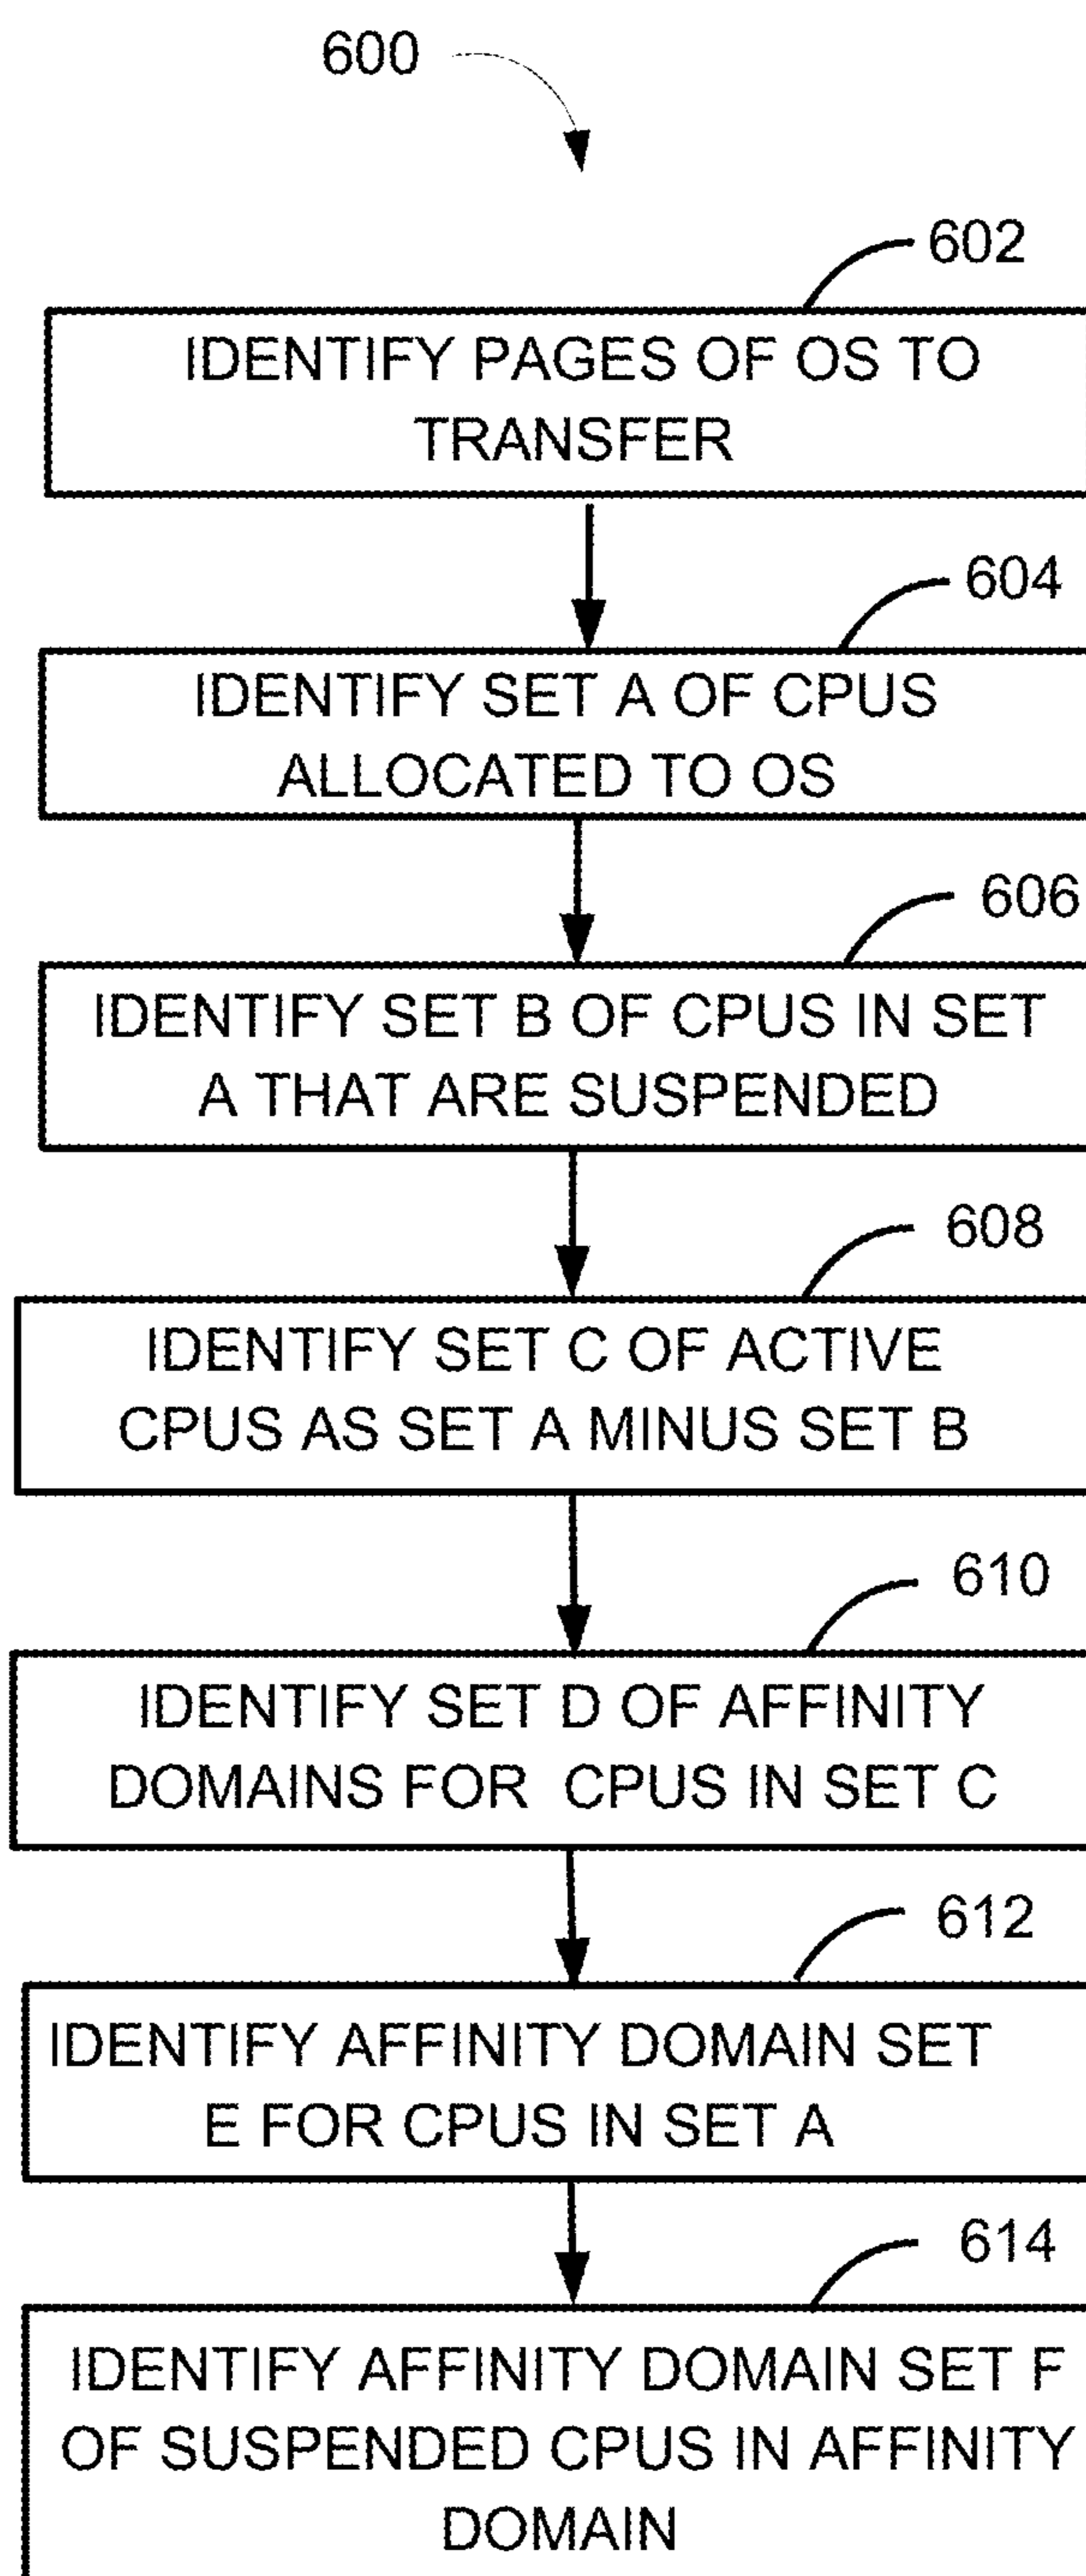 600
602
IDENTIFY PAGES OF OS TO
TRANSFER
604
IDENTIFY SET A OF CPUS
ALLOCATED TO OS
606
IDENTIFY SET B OF CPUS IN SET
A THAT ARE SUSPENDED
608
IDENTIFY SET C OF ACTIVE
CPUS AS SET A MINUS SET B
610
IDENTIFY SET D OF AFFINITY
DOMAINS FOR CPUS IN SET C
612
IDENTIFY AFFINITY DOMAIN SET
E FOR CPUS IN SET A
614
IDENTIFY AFFINITY DOMAIN SET F
OF SUSPENDED CPUS IN AFFINITY
DOMAIN